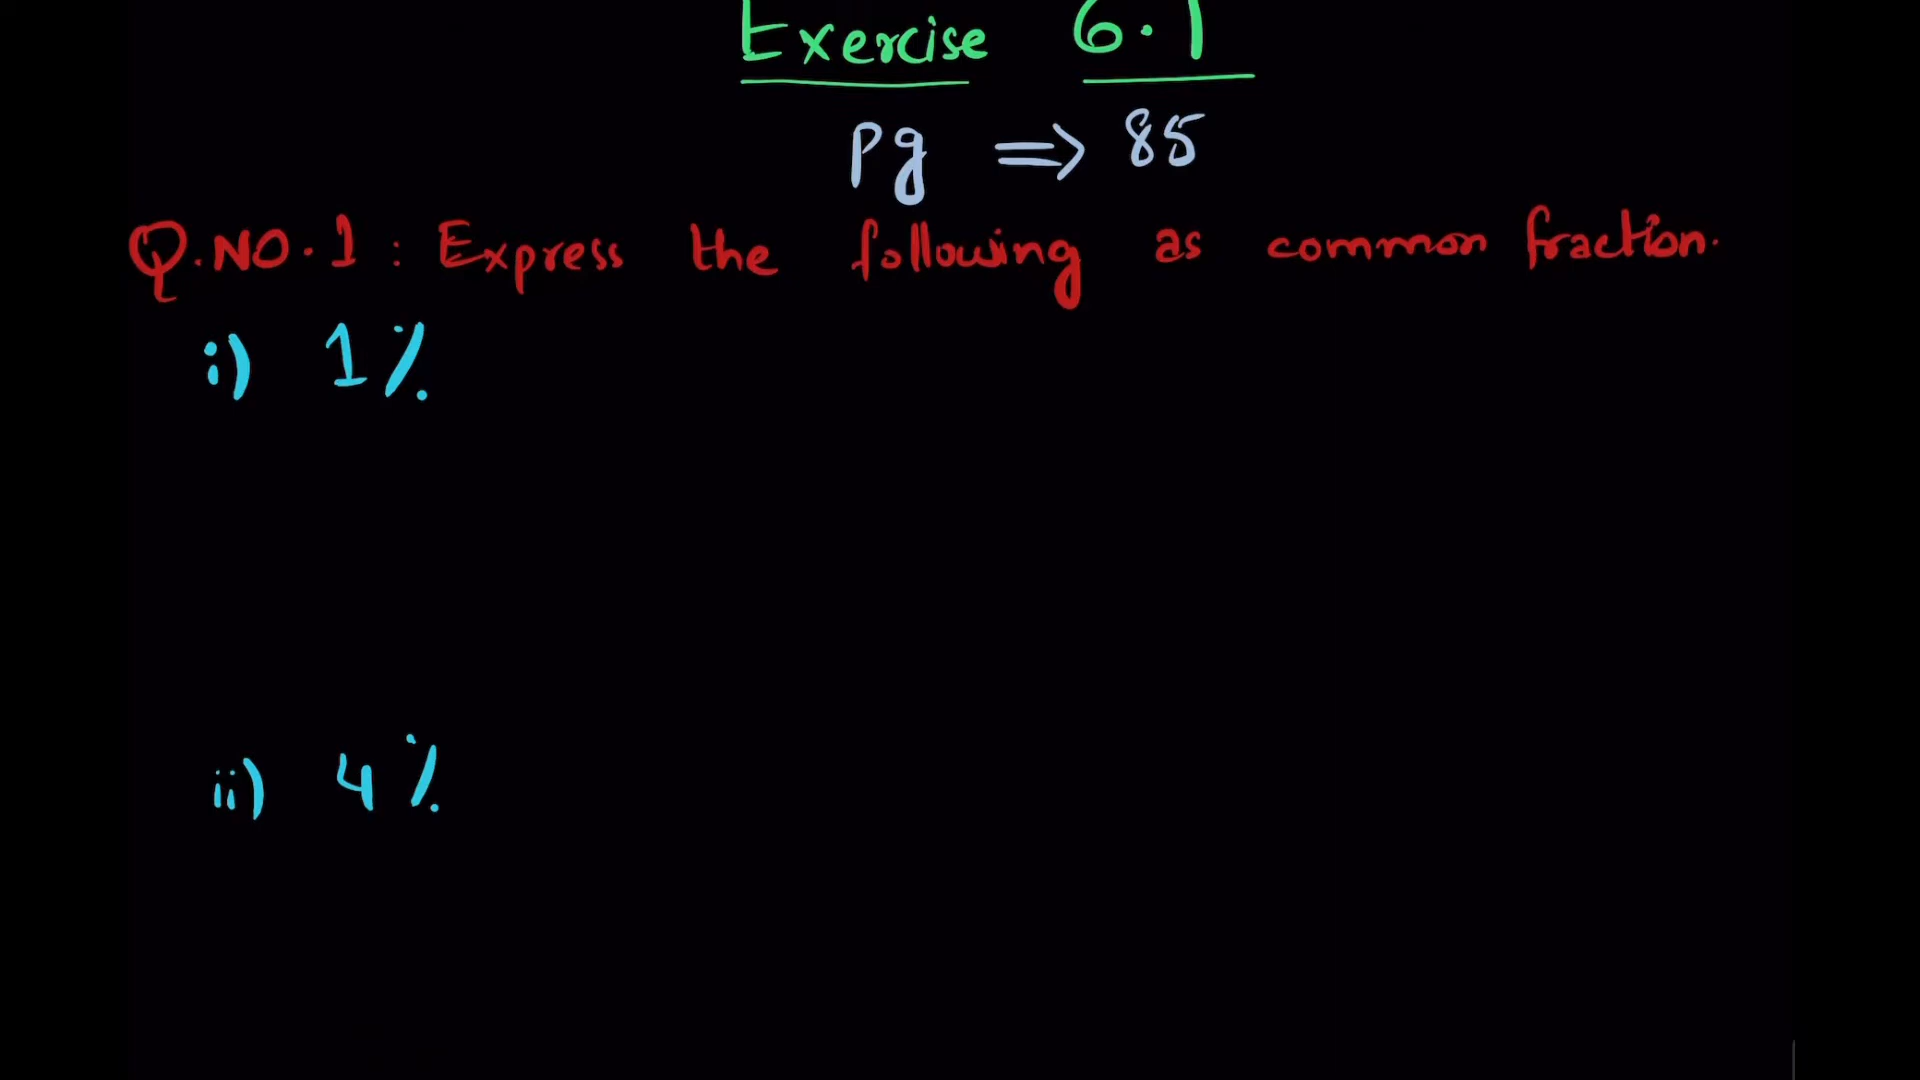 Exercise 6.1
Pg ⇒ 85
Q.NO.1: Express the following as common fraction.
i) 1%
ii) 4%